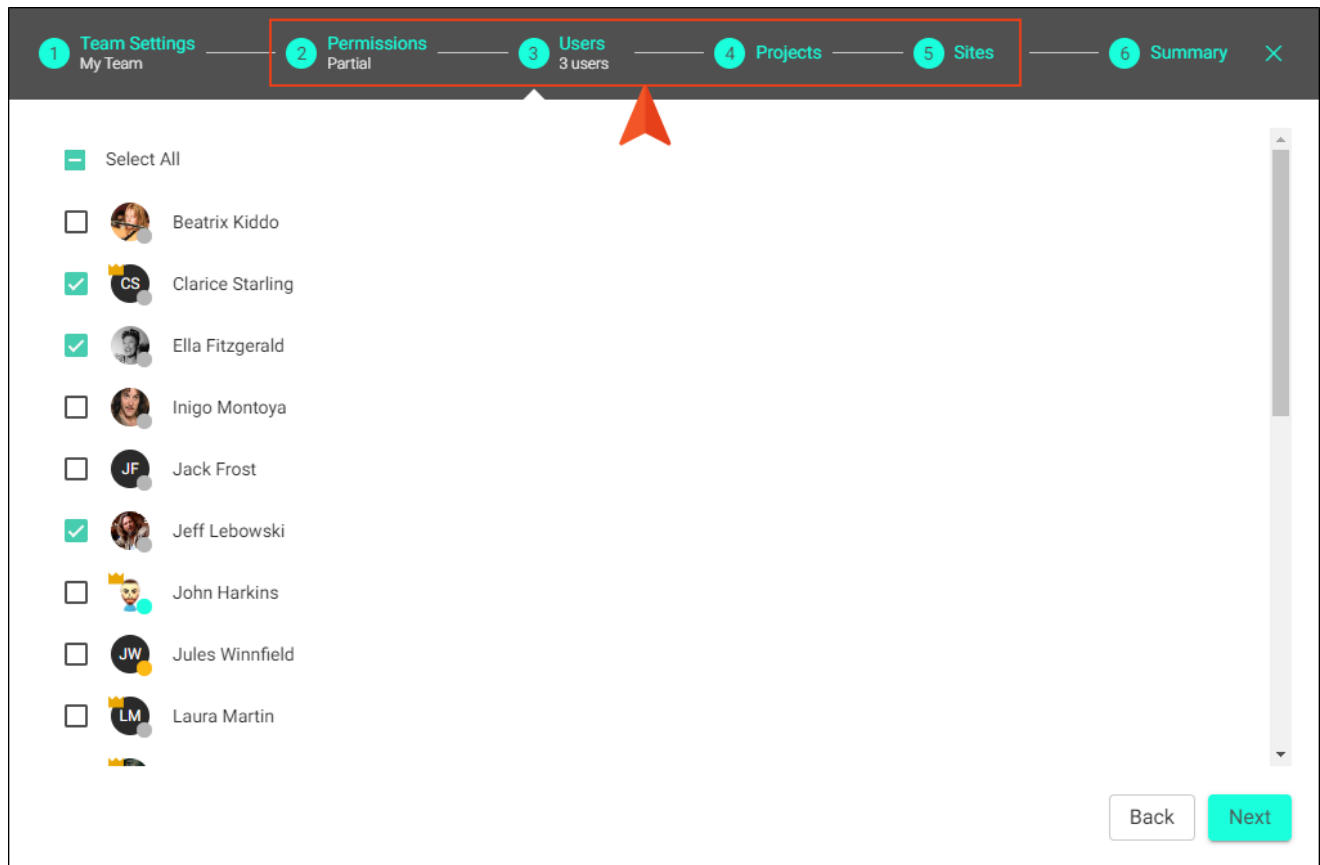 1 Team Settings 2 Permissions 3 Users 4 Projects 5 Sites 6 Summary
My Team Partial 3 users
Select All
Beatrix Kiddo
CS Clarice Starling
Ella Fitzgerald
Inigo Montoya
JF Jack Frost
Jeff Lebowski
John Harkins
JW Jules Winnfield
LM Laura Martin
Back Next